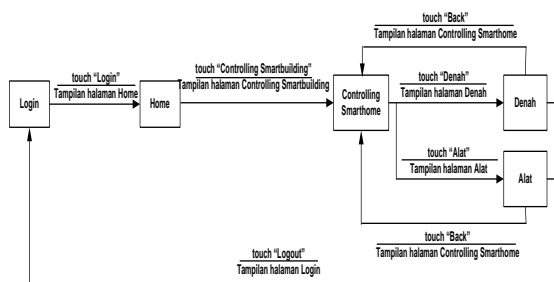 touch “Back”
Tampilan halaman Controlling Smarthome
touch “Login”
Tampilan halaman Home
touch “Controlling Smartbuilding”
Tampilan halaman Controlling Smartbuilding
touch “Denah”
Tampilan halaman Denah
Login
Home
Controlling
Smarthome
Denah
touch “Alat”
Tampilan halaman Alat
Alat
touch “Back”
Tampilan halaman Controlling Smarthome
touch “Logout”
Tampilan halaman Login